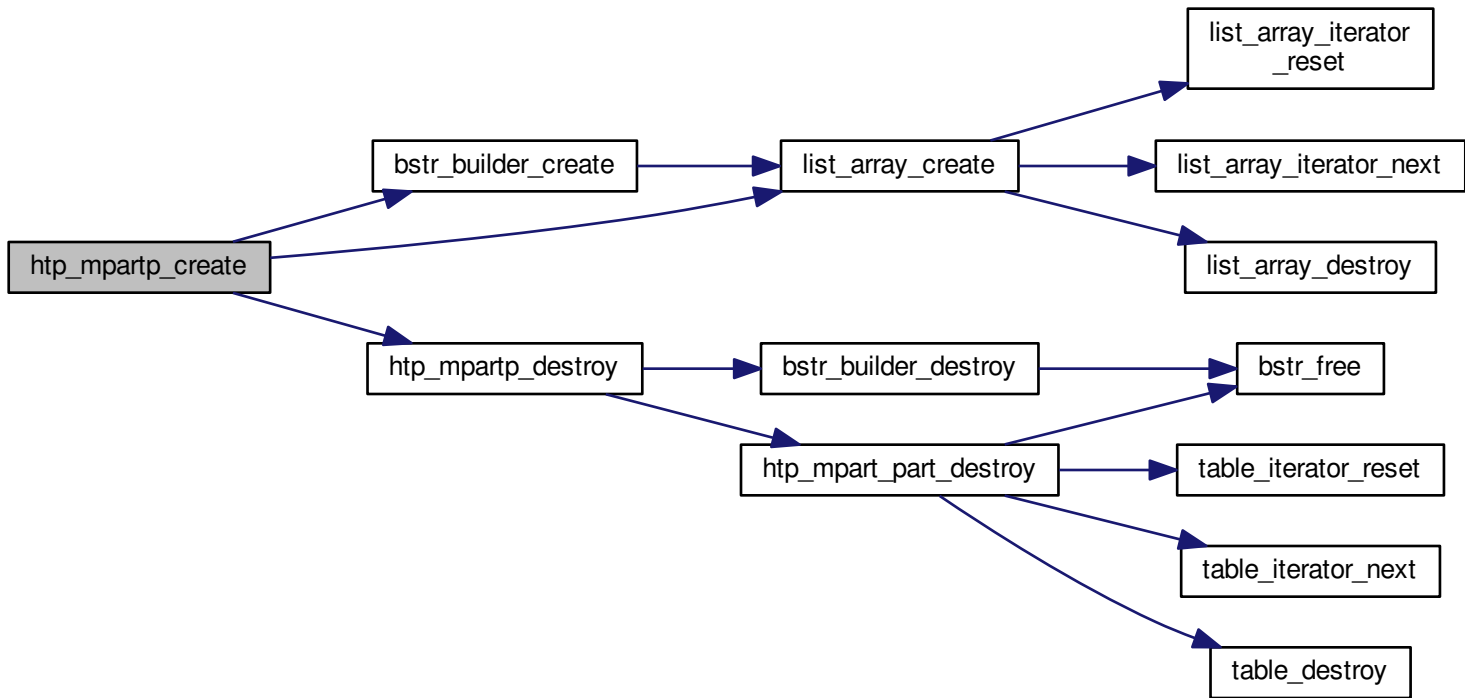 list_array_iterator
_reset
bstr_builder_create
list_array_create
list_array_iterator_next
htp_mpartp_create
list_array_destroy
htp_mpartp_destroy
bstr_builder_destroy
bstr_free
htp_mpart_part_destroy
table_iterator_reset
table_iterator_next
table_destroy